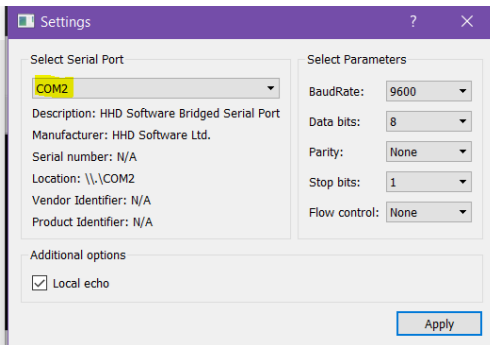 Settings
Select Serial Port
COM2
Description: HHD Software Bridged Serial Port
Manufacturer: HHD Software Ltd.
Serial number: N/A
Location: \\.\COM2
Vendor Identifier: N/A
Product Identifier: N/A
Select Parameters
BaudRate: 9600
Data bits: 8
Parity: None
Stop bits: 1
Flow control: None
Additional options
Local echo
Apply